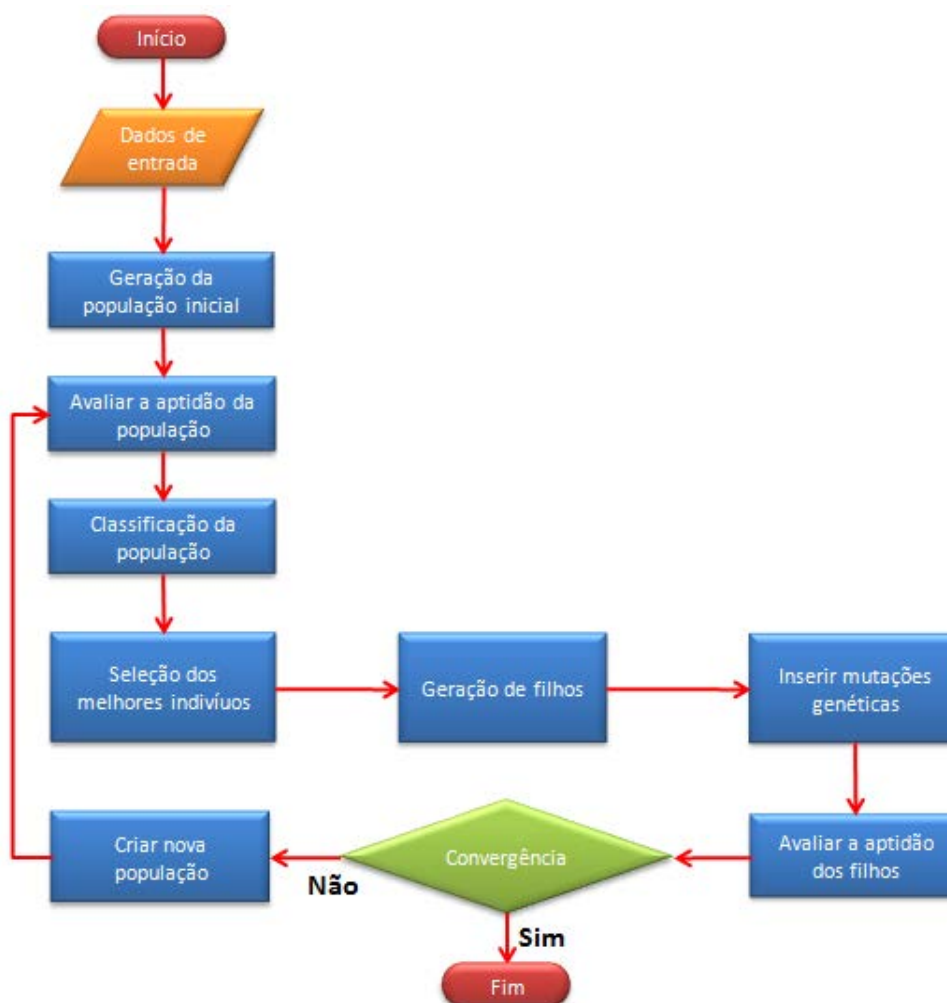 Início
Dados de
entrada
Geração da
população inicial
Avaliar a aptidão da
população
Classificação da
população
Seleção dos
melhores indivíuos
Geração de filhos
Inserir mutações
genéticas
Avaliar a aptidão
dos filhos
Convergência
Não
Criar nova
população
Sim
Fim